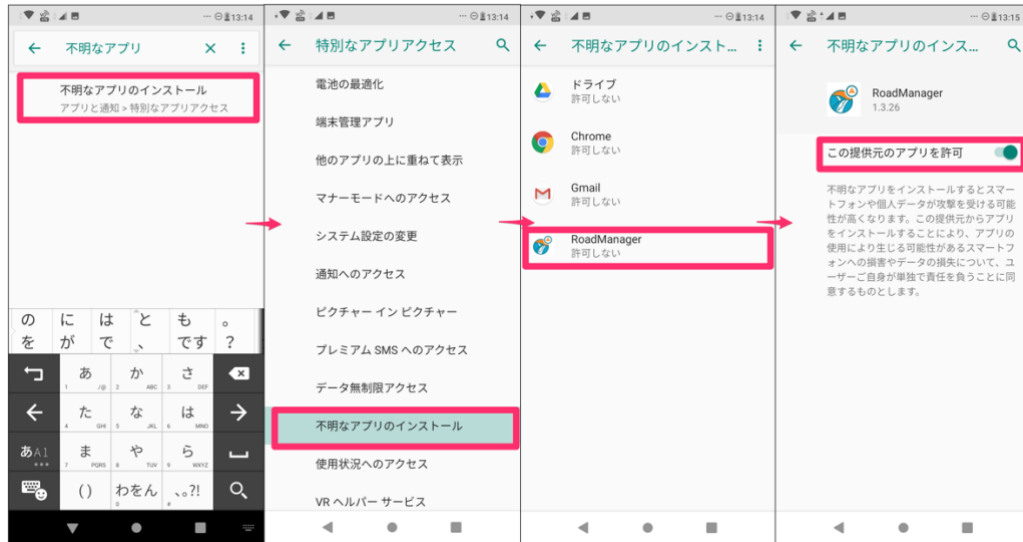 13:14
不明なアプリ
不明なアプリのインストール
アプリと通知 > 特別なアプリアクセス
の に は と も 。
を が で 、 です ?
あ か さ
1 /@ 2 ABC 3 DEF
た な は
4 GHI 5 JKL 6 MNO
あA1 ま や ら
7 PQRS 8 TUV 9 WXYZ
() わをん 、。?!
0 #
13:14
特別なアプリアクセス
電池の最適化
端末管理アプリ
他のアプリの上に重ねて表示
マナーモードへのアクセス
システム設定の変更
通知へのアクセス
ピクチャー イン ピクチャー
プレミアム SMS へのアクセス
データ無制限アクセス
不明なアプリのインストール
使用状況へのアクセス
VR ヘルパー サービス
13:14
不明なアプリのインスト...
ドライブ
許可しない
Chrome
許可しない
Gmail
許可しない
RoadManager
許可しない
13:15
不明なアプリのインス...
RoadManager
1.3.26
この提供元のアプリを許可
不明なアプリをインストールするとスマー
トフォンや個人データが攻撃を受ける可能
性が高くなります。この提供元からアプリ
をインストールすることにより、アプリの
使用により生じる可能性があるスマートフ
ォンへの損害やデータの損失について、ユ
ーザーご自身が単独で責任を負うことに同
意するものとします。